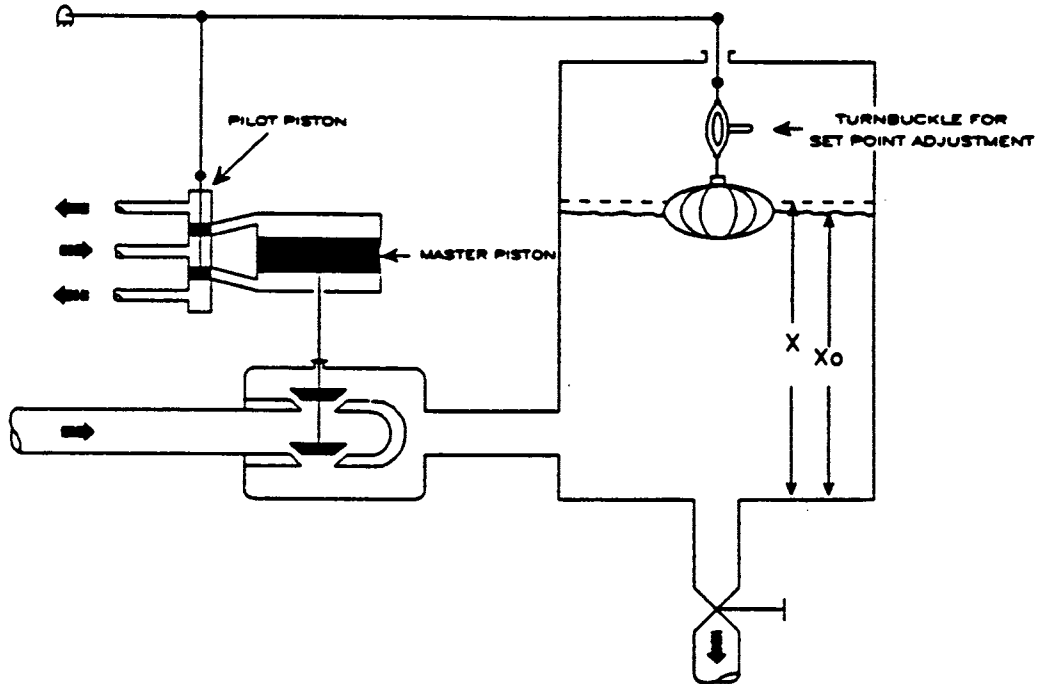 PILOT PISTON
TURNBUCKLE FOR
SET POINT ADJUSTMENT
MASTER PISTON
X
XO